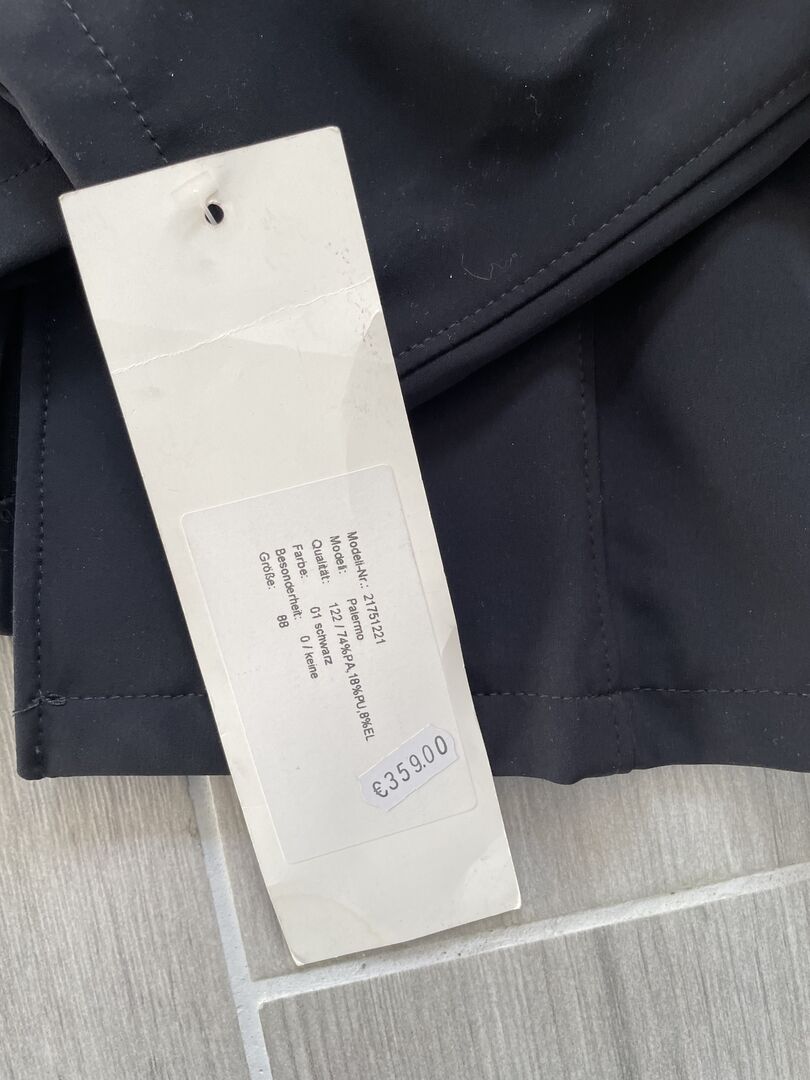 Modell-Nr.: 21751221
Modell: Palermo
Qualität: 122 / 74%PA,18%PU,8%EL
Farbe: 01 schwarz
Besonderheit: 0 / keine
Größe: 88
€359.00